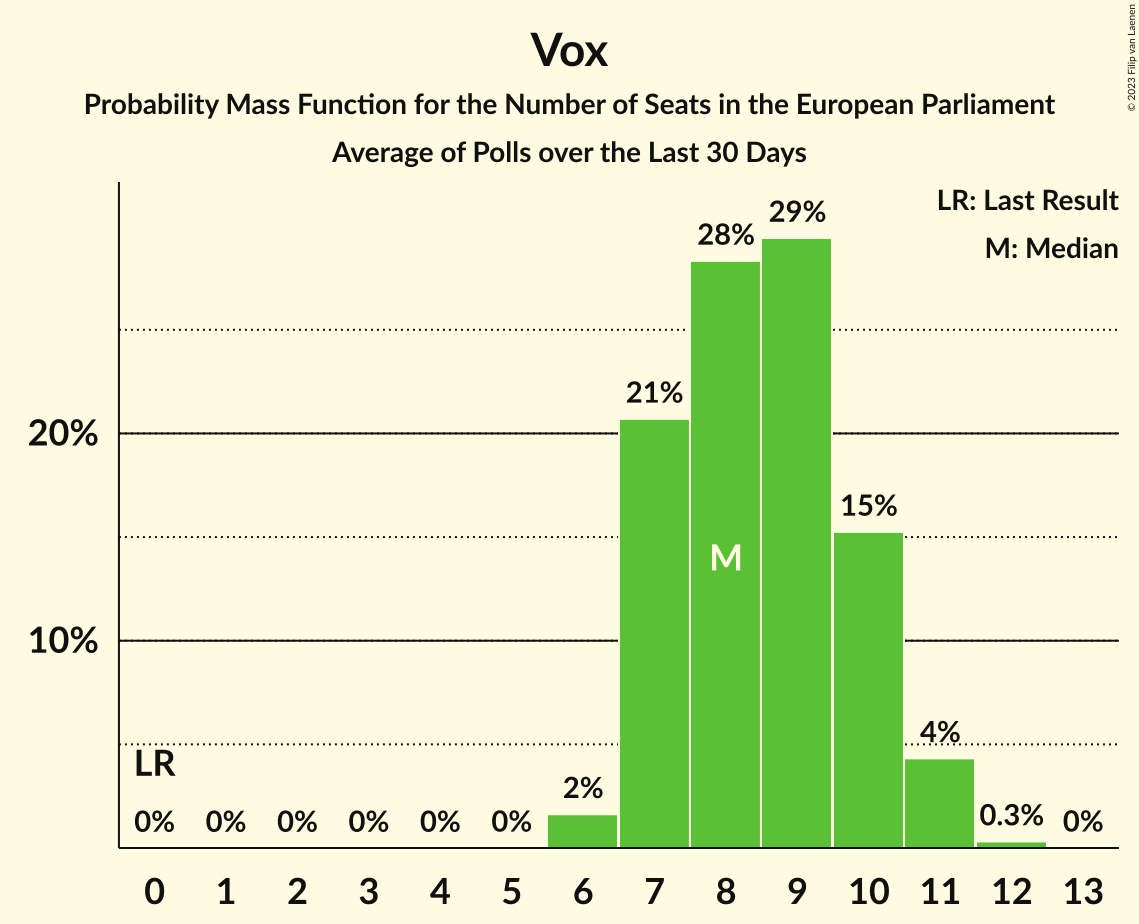 Vox
Probability Mass Function for the Number of Seats in the European Parliament
Average of Polls over the Last 30 Days
© 2023 Filip van Laenen
LR: Last Result
M: Median
29%
28%
21%
20%
15%
M
10%
4%
LR
2%
0% 0% 0% 0% 0% 0% 0.3% 0%
0 1 2 3 4 5 6 7 8 9 10 11 12 13